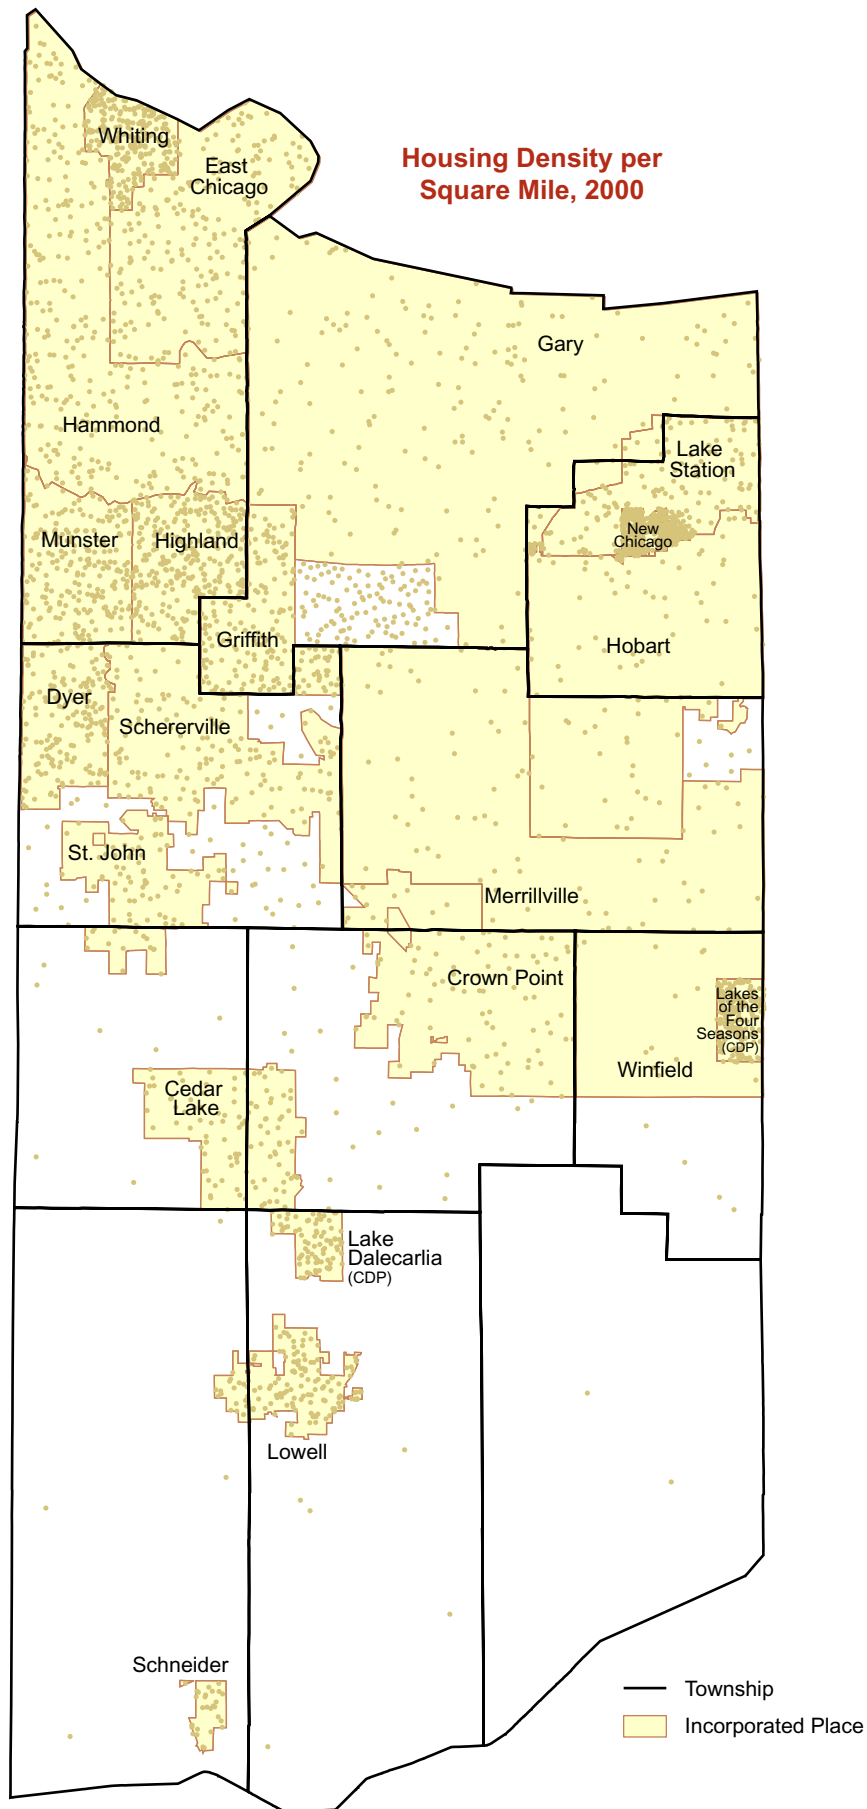 Housing Density per
Square Mile, 2000
Whiting
East
Chicago
Gary
Hammond
Lake
Station
New
Chicago
Munster
Highland
Griffith
Hobart
Dyer
Schererville
St. John
Merrillville
Crown Point
Lakes
of the
Four
Seasons
(CDP)
Winfield
Cedar
Lake
Lake
Dalecarlia
(CDP)
Lowell
Schneider
Township
Incorporated Place